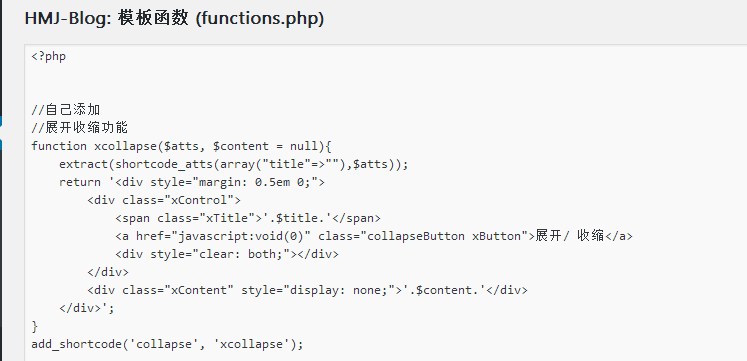 HMJ-Blog: 模板函数 (functions.php)
<?php
//自己添加
//展开收缩功能
function xcollapse($atts, $content = null){
    extract(shortcode_atts(array("title"=>""),$atts));
    return '<div style="margin: 0.5em 0;">
        <div class="xControl">
            <span class="xTitle">'.$title.'</span>
            <a href="javascript:void(0)" class="collapseButton xButton">展开/ 收缩</a>
            <div style="clear: both;"></div>
        </div>
        <div class="xContent" style="display: none;">'.$content.'</div>
    </div>';
}
add_shortcode('collapse', 'xcollapse');